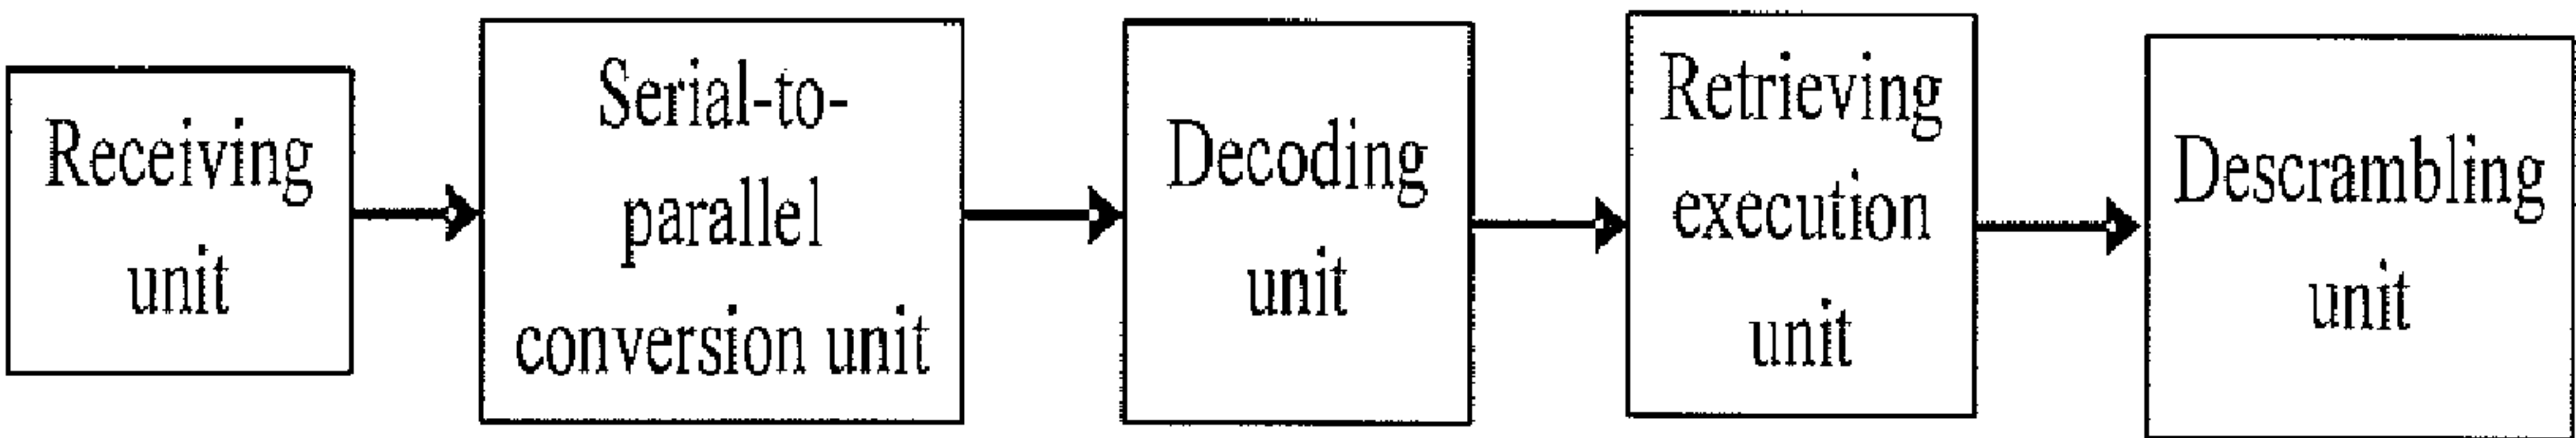 Receiving
unit
Serial-to-
parallel
conversion unit
Decoding
unit
Retrieving
execution
unit
Descrambling
unit